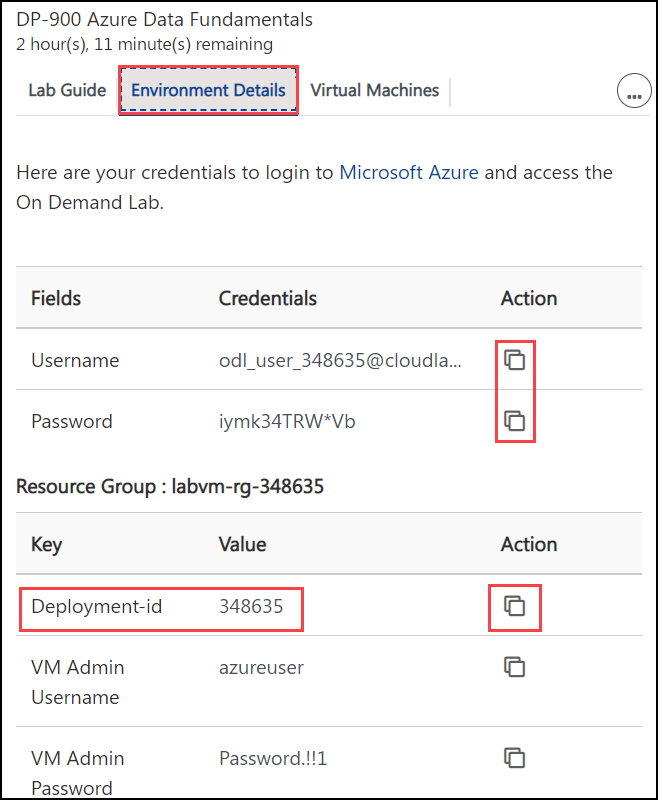 DP-900 Azure Data Fundamentals
2 hour(s), 11 minute(s) remaining
Lab Guide Environment Details Virtual Machines ...
Here are your credentials to login to Microsoft Azure and access the
On Demand Lab.
Fields Credentials Action
Username odl_user_348635@cloudla...
Password iymk34TRW*Vb
Resource Group : labvm-rg-348635
Key Value Action
Deployment-id 348635
VM Admin azureuser
Username
VM Admin Password.!!1
Password